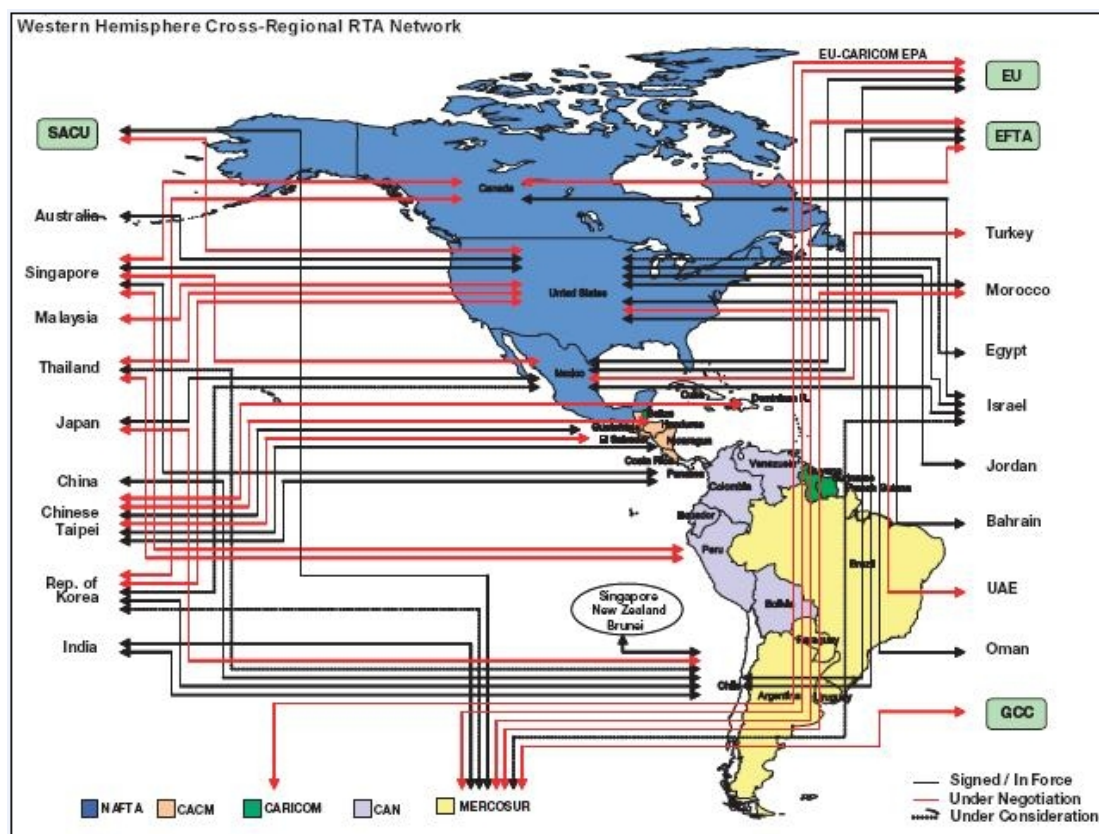 Western Hemisphere Cross-Regional RTA Network
EU-CARICOM EPA
EU
SACU
EFTA
Canada
Australia
Turkey
Singapore
United States
Morocco
Malaysia
Egypt
Thailand
Mexico
Israel
Cuba
Dominican R.
Belize
Japan
Honduras
Guatemala
El Salvador
Nicaragua
Costa Rica
Panama
Venezuela
Jordan
China
Colombia
French Guiana
Chinese
Taipei
Ecuador
Bahrain
Peru
Brazil
Rep. of
Korea
Singapore
New Zealand
Brunei
UAE
Bolivia
Paraguay
India
Oman
Chile
Argentina
Uruguay
GCC
NAFTA
CACM
CARICOM
CAN
MERCOSUR
Signed / In Force
Under Negotiation
Under Consideration